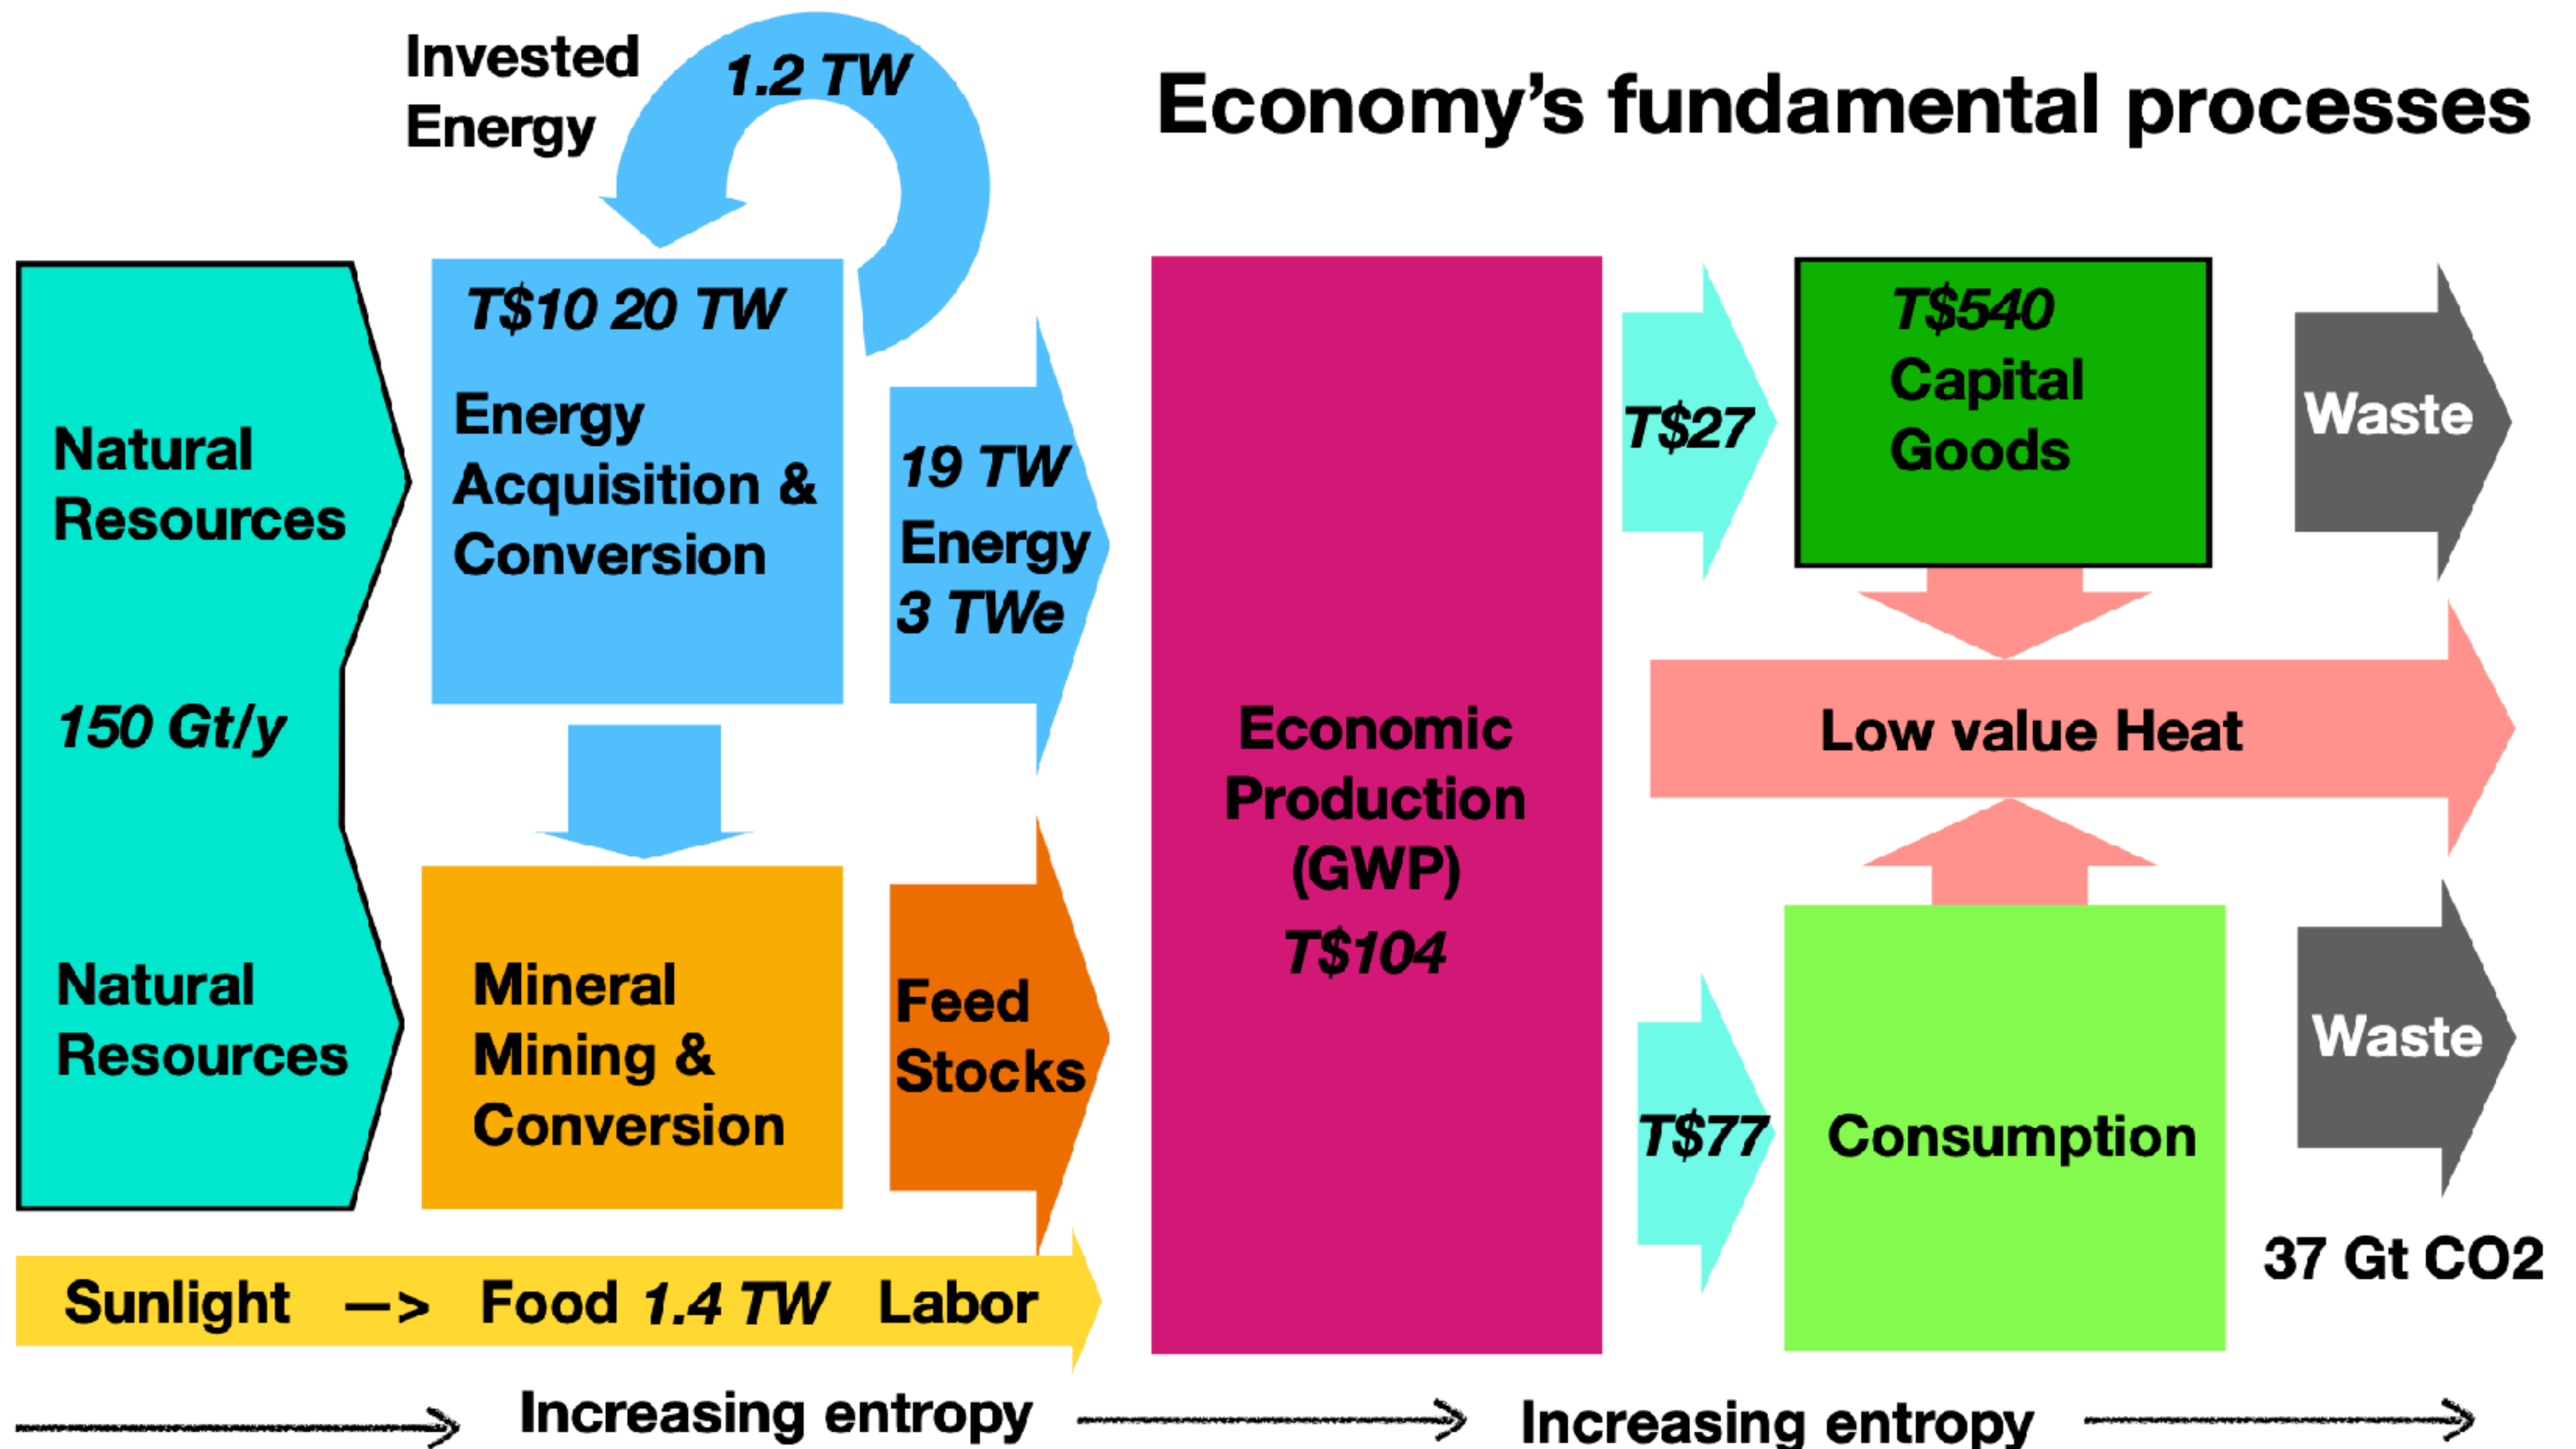 Invested
Energy
1.2 TW
Economy's fundamental processes
Natural
Resources
150 Gt/y
Natural
Resources
T$10 20 TW
Energy
Acquisition &
Conversion
19 TW
Energy
3 TWe
Mineral
Mining &
Conversion
Feed
Stocks
Sunlight —> Food 1.4 TW Labor
Economic
Production
(GWP)
T$104
T$27
T$540
Capital
Goods
Waste
Low value Heat
T$77
Consumption
Waste
37 Gt CO2
Increasing entropy
Increasing entropy